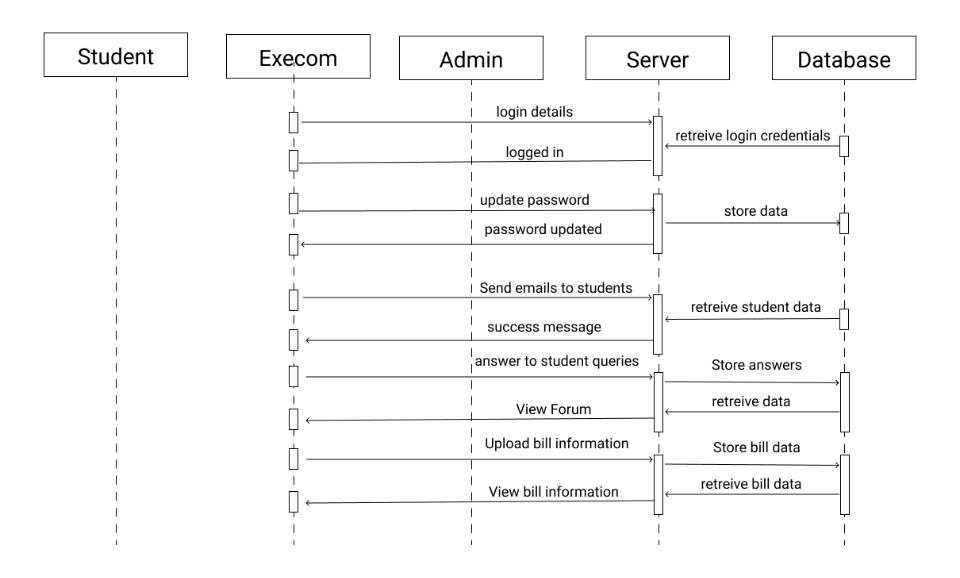 Student
Execom
Admin
Server
Database
login details
retreive login credentials
logged in
update password
store data
password updated
Send emails to students
retreive student data
success message
answer to student queries
Store answers
retreive data
View Forum
Upload bill information
Store bill data
retreive bill data
View bill information